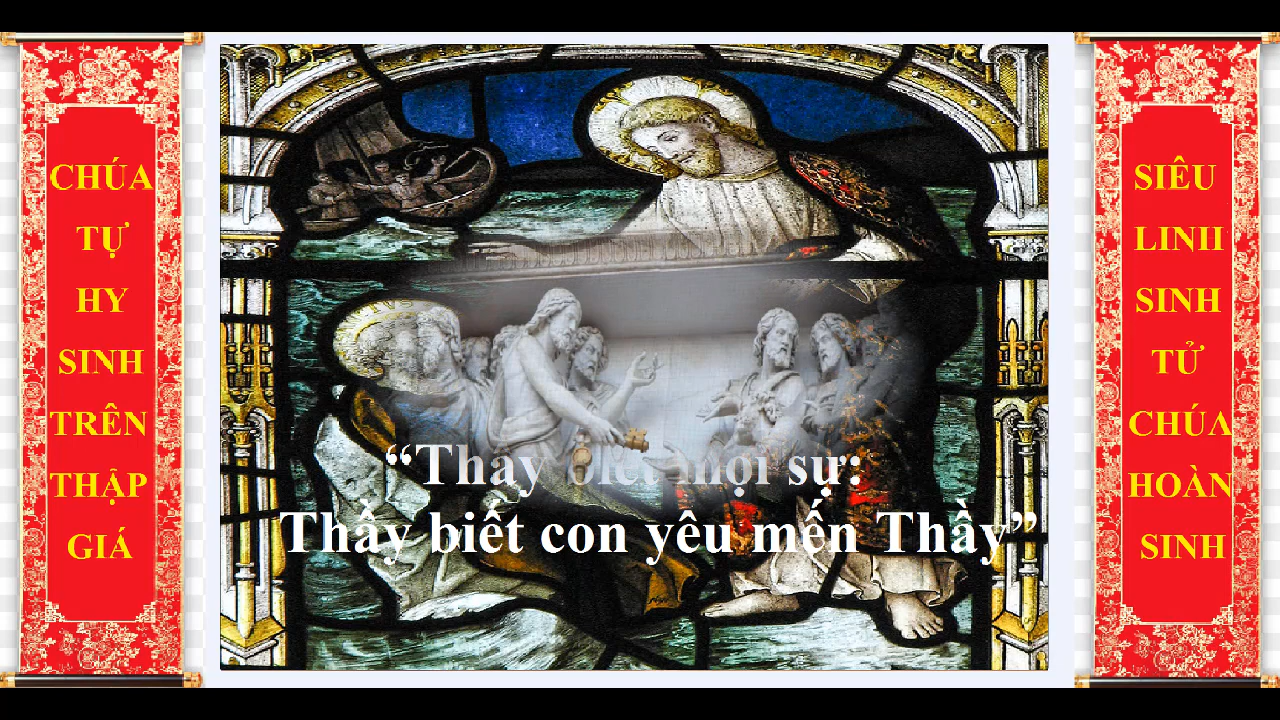 CHÚA
TỰ
HY
SINH
TRÊN
THẬP
GIÁ
“Thầy biết mọi sự:
Thầy biết con yêu mến Thầy”
SIÊU
LINH
SINH
TỬ
CHÚA
HOÀN
SINH